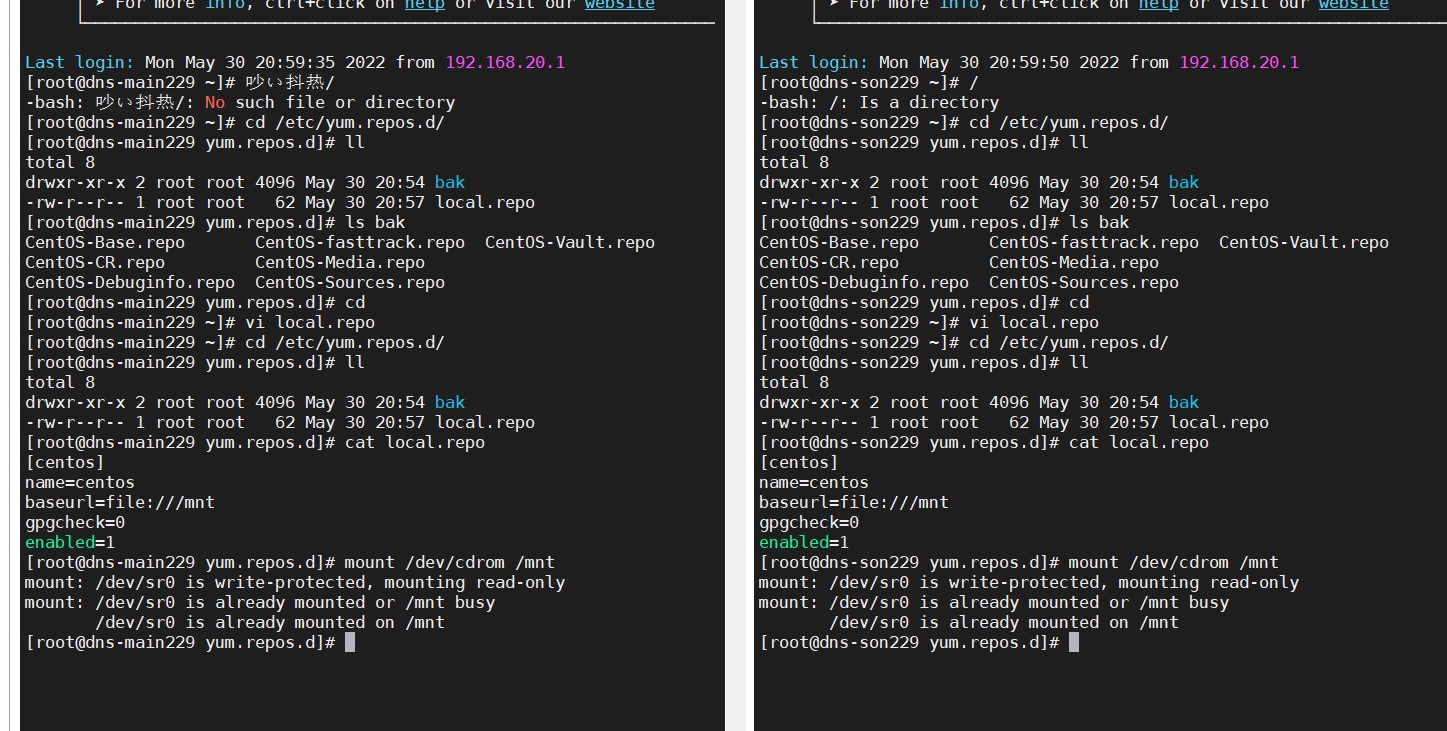 ➤ For more info, ctrl+click on help or visit our website
Last login: Mon May 30 20:59:35 2022 from 192.168.20.1
[root@dns-main229 ~]# 吵い抖热/
-bash: 吵い抖热/: No such file or directory
[root@dns-main229 ~]# cd /etc/yum.repos.d/
[root@dns-main229 yum.repos.d]# ll
total 8
drwxr-xr-x 2 root root 4096 May 30 20:54 bak
-rw-r--r-- 1 root root   62 May 30 20:57 local.repo
[root@dns-main229 yum.repos.d]# ls bak
CentOS-Base.repo       CentOS-fasttrack.repo  CentOS-Vault.repo
CentOS-CR.repo         CentOS-Media.repo
CentOS-Debuginfo.repo  CentOS-Sources.repo
[root@dns-main229 yum.repos.d]# cd
[root@dns-main229 ~]# vi local.repo
[root@dns-main229 ~]# cd /etc/yum.repos.d/
[root@dns-main229 yum.repos.d]# ll
total 8
drwxr-xr-x 2 root root 4096 May 30 20:54 bak
-rw-r--r-- 1 root root   62 May 30 20:57 local.repo
[root@dns-main229 yum.repos.d]# cat local.repo
[centos]
name=centos
baseurl=file:///mnt
gpgcheck=0
enabled=1
[root@dns-main229 yum.repos.d]# mount /dev/cdrom /mnt
mount: /dev/sr0 is write-protected, mounting read-only
mount: /dev/sr0 is already mounted or /mnt busy
       /dev/sr0 is already mounted on /mnt
[root@dns-main229 yum.repos.d]#
➤ For more info, ctrl+click on help or visit our website
Last login: Mon May 30 20:59:50 2022 from 192.168.20.1
[root@dns-son229 ~]# /
-bash: /: Is a directory
[root@dns-son229 ~]# cd /etc/yum.repos.d/
[root@dns-son229 yum.repos.d]# ll
total 8
drwxr-xr-x 2 root root 4096 May 30 20:54 bak
-rw-r--r-- 1 root root   62 May 30 20:57 local.repo
[root@dns-son229 yum.repos.d]# ls bak
CentOS-Base.repo       CentOS-fasttrack.repo  CentOS-Vault.repo
CentOS-CR.repo         CentOS-Media.repo
CentOS-Debuginfo.repo  CentOS-Sources.repo
[root@dns-son229 yum.repos.d]# cd
[root@dns-son229 ~]# vi local.repo
[root@dns-son229 ~]# cd /etc/yum.repos.d/
[root@dns-son229 yum.repos.d]# ll
total 8
drwxr-xr-x 2 root root 4096 May 30 20:54 bak
-rw-r--r-- 1 root root   62 May 30 20:57 local.repo
[root@dns-son229 yum.repos.d]# cat local.repo
[centos]
name=centos
baseurl=file:///mnt
gpgcheck=0
enabled=1
[root@dns-son229 yum.repos.d]# mount /dev/cdrom /mnt
mount: /dev/sr0 is write-protected, mounting read-only
mount: /dev/sr0 is already mounted or /mnt busy
       /dev/sr0 is already mounted on /mnt
[root@dns-son229 yum.repos.d]#